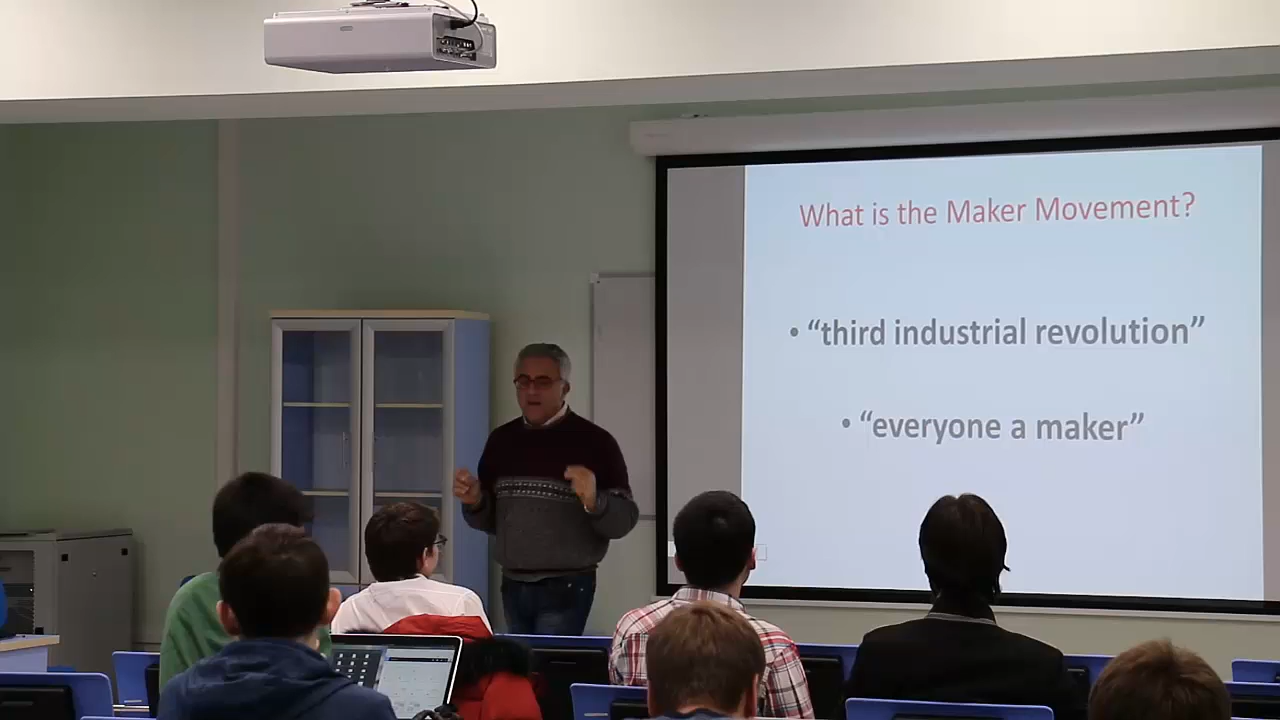 What is the Maker Movement?
• “third industrial revolution”
• “everyone a maker”